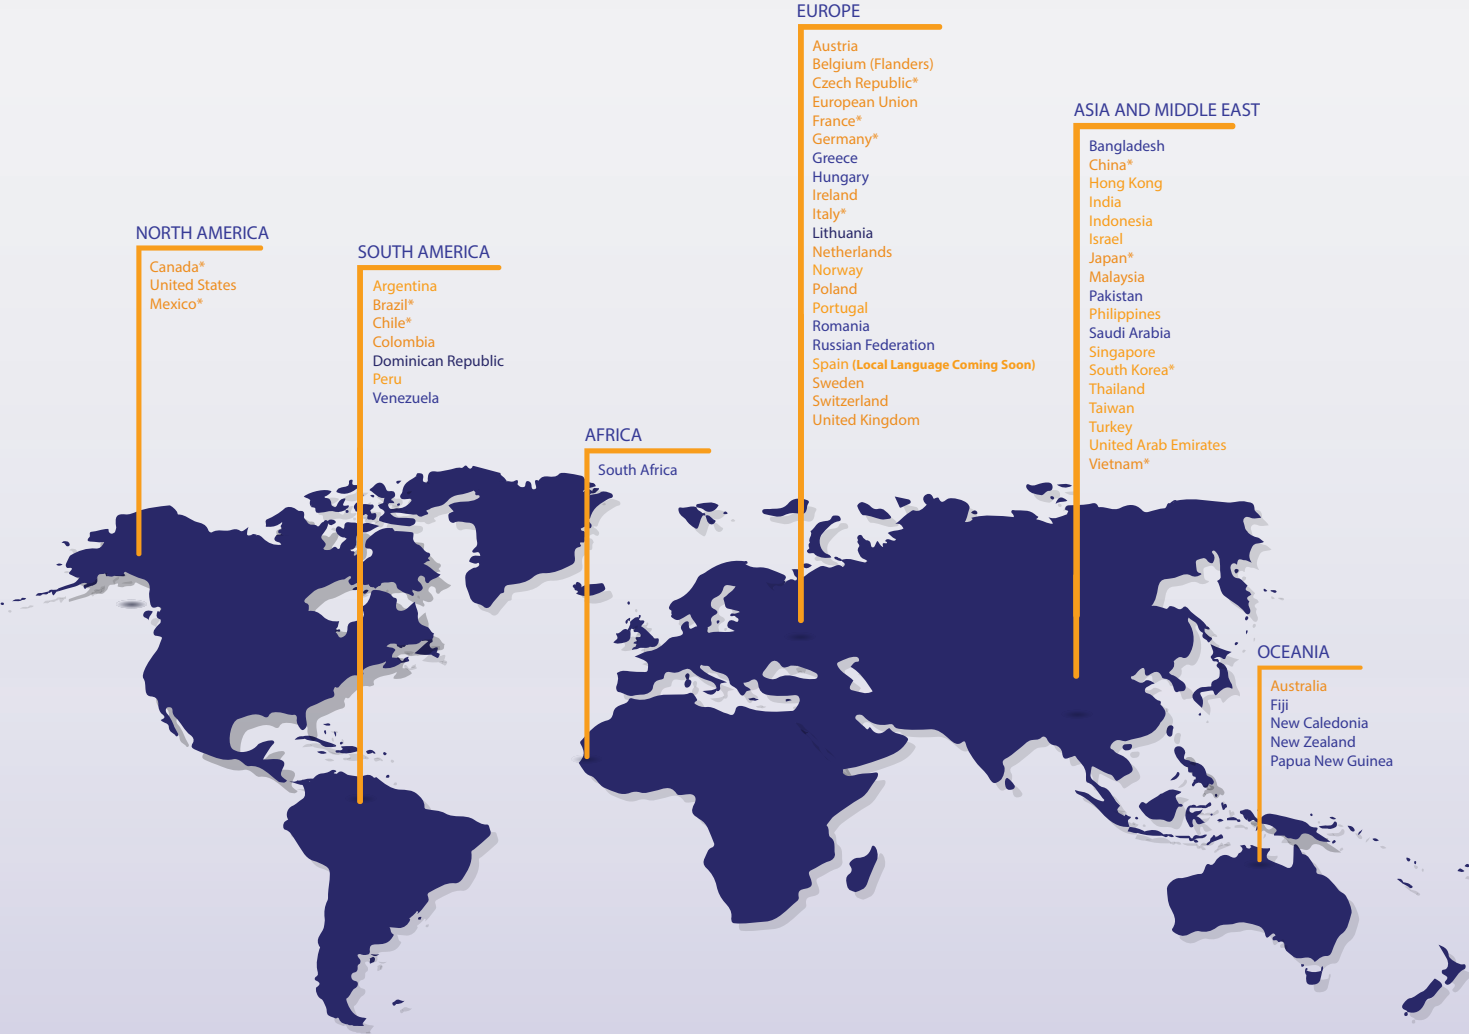 NORTH AMERICA
Canada*
United States
Mexico*
SOUTH AMERICA
Argentina
Brazil*
Chile*
Colombia
Dominican Republic
Peru
Venezuela
AFRICA
South Africa
EUROPE
Austria
Belgium (Flanders)
Czech Republic*
European Union
France*
Germany*
Greece
Hungary
Ireland
Italy*
Lithuania
Netherlands
Norway
Poland
Portugal
Romania
Russian Federation
Spain (Local Language Coming Soon)
Sweden
Switzerland
United Kingdom
ASIA AND MIDDLE EAST
Bangladesh
China*
Hong Kong
India
Indonesia
Israel
Japan*
Malaysia
Pakistan
Philippines
Saudi Arabia
Singapore
South Korea*
Thailand
Taiwan
Turkey
United Arab Emirates
Vietnam*
OCEANIA
Australia
Fiji
New Caledonia
New Zealand
Papua New Guinea